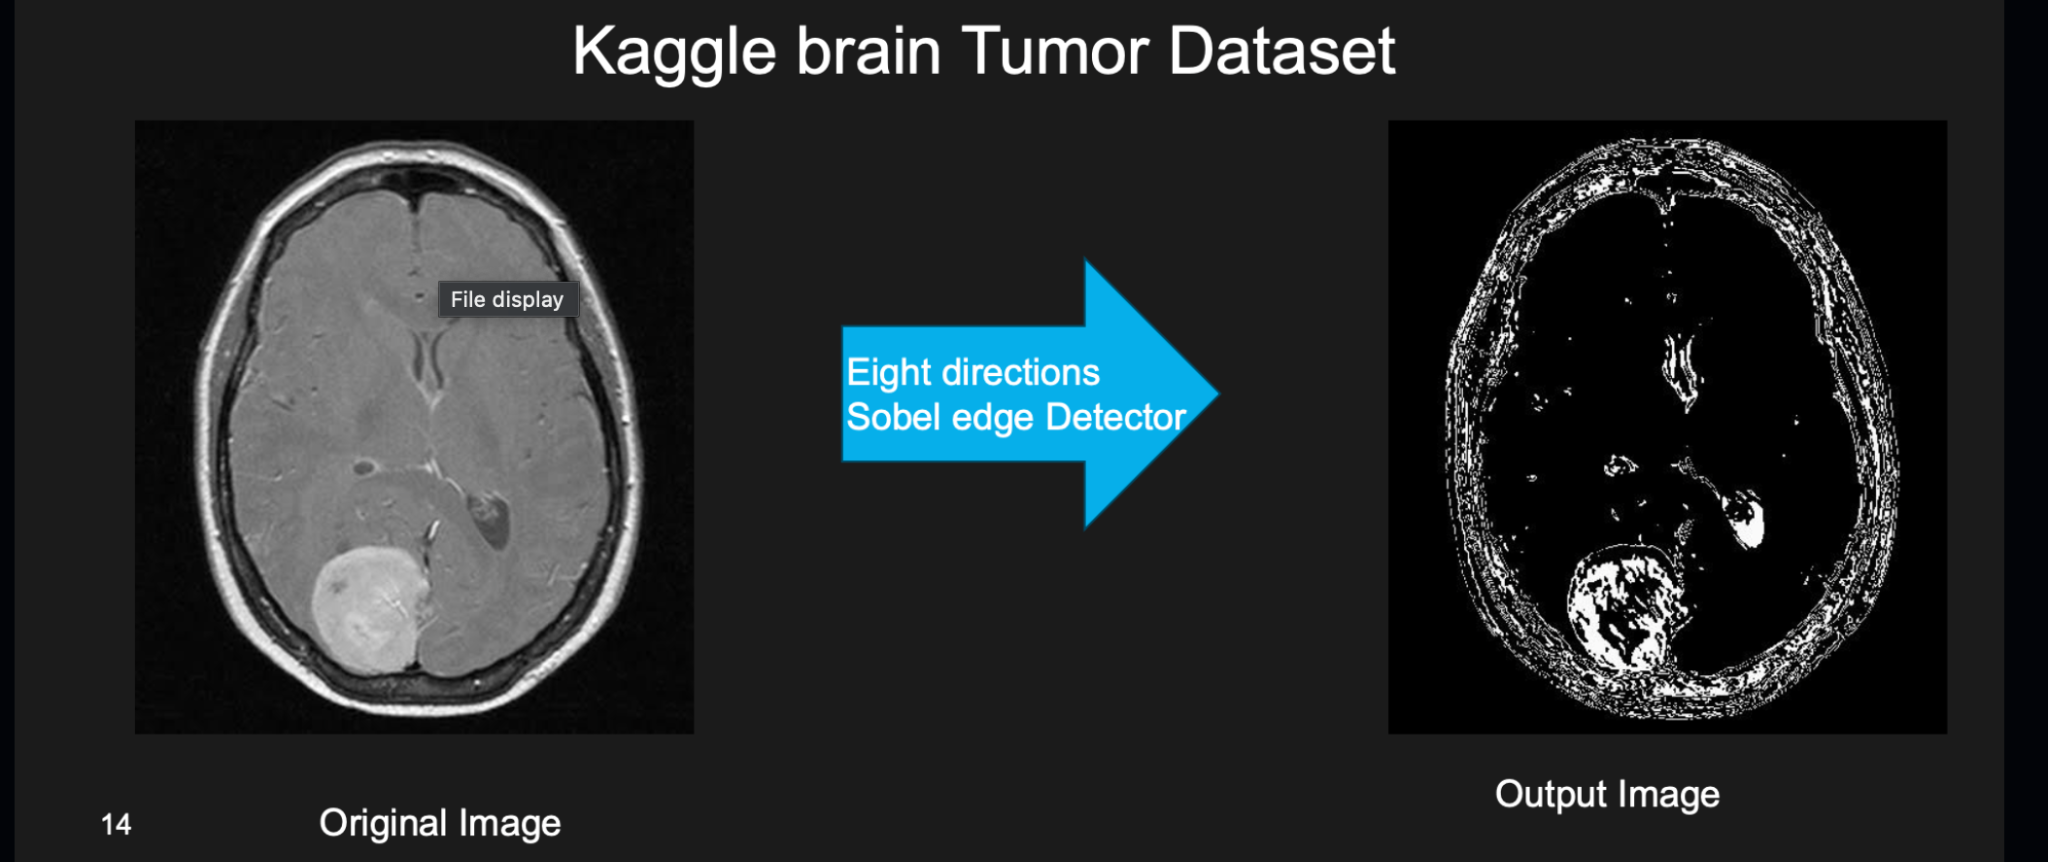 Kaggle brain Tumor Dataset
File display
Eight directions
Sobel edge Detector
Output Image
14
Original Image